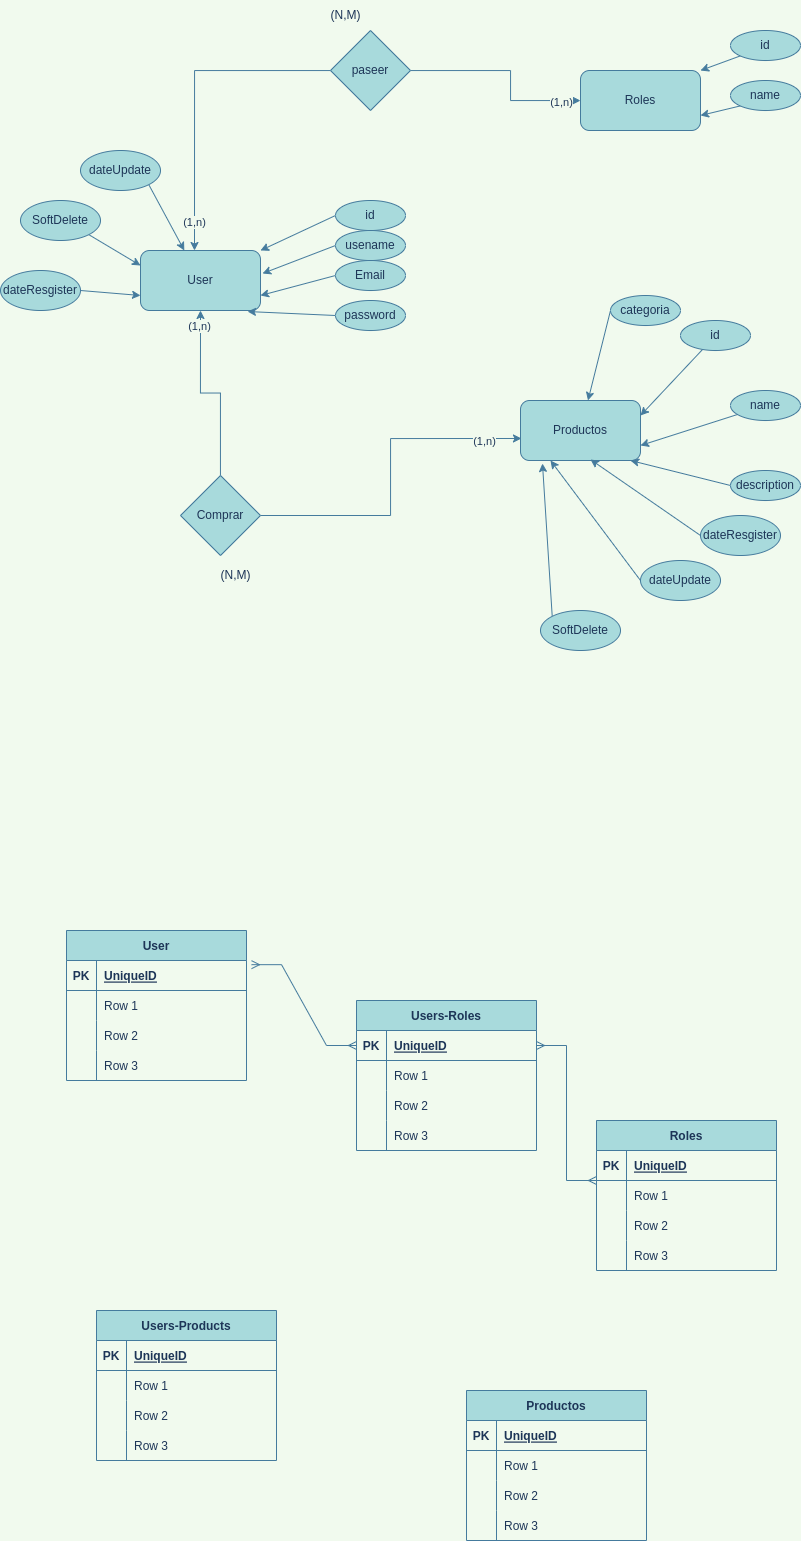 (N,M)
paseer
id
name
Roles
(1,n)
dateUpdate
SoftDelete
dateResgister
(1,n)
User
id
usename
Email
password
(1,n)
categoria
id
name
Productos
description
dateResgister
dateUpdate
SoftDelete
(1,n)
Comprar
(N,M)
User
PK UniqueID
Row 1
Row 2
Row 3
Users-Roles
PK UniqueID
Row 1
Row 2
Row 3
Roles
PK UniqueID
Row 1
Row 2
Row 3
Users-Products
PK UniqueID
Row 1
Row 2
Row 3
Productos
PK UniqueID
Row 1
Row 2
Row 3